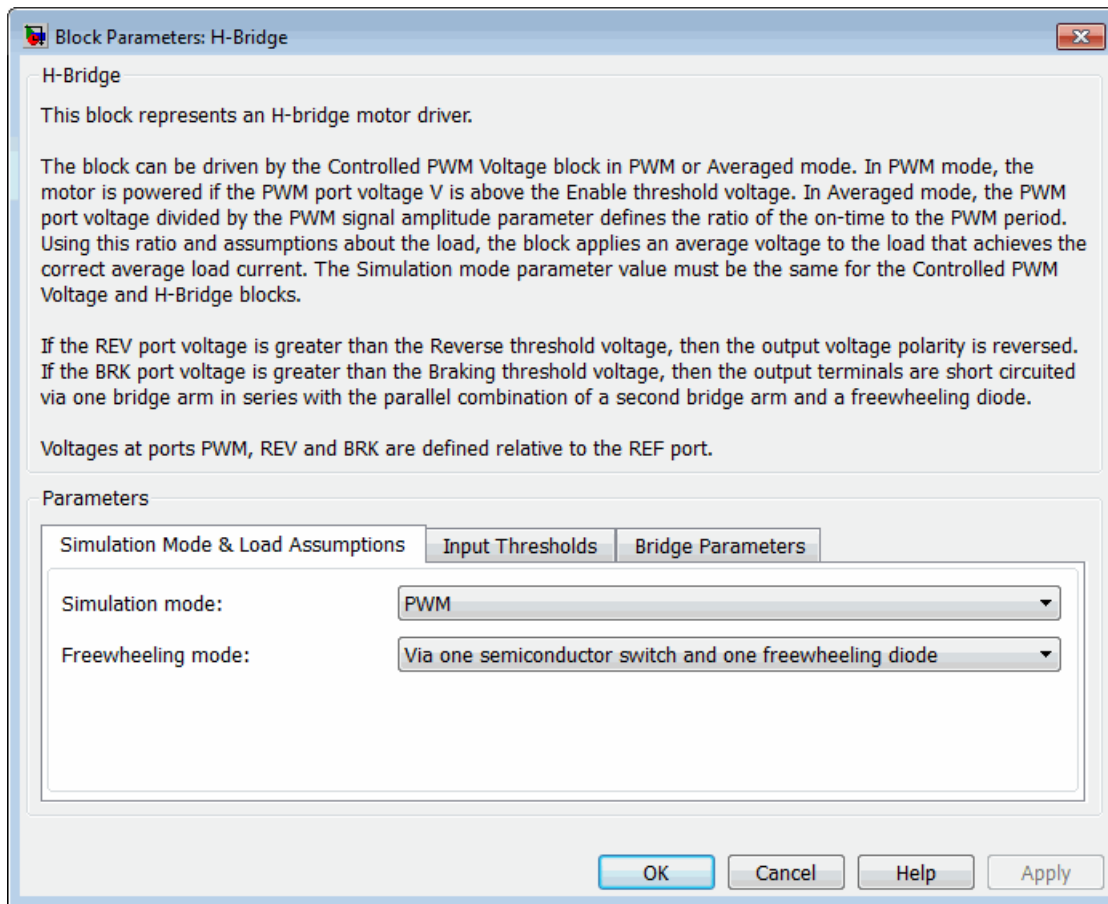 Block Parameters: H-Bridge
H-Bridge
This block represents an H-bridge motor driver.
The block can be driven by the Controlled PWM Voltage block in PWM or Averaged mode. In PWM mode, the
motor is powered if the PWM port voltage V is above the Enable threshold voltage. In Averaged mode, the PWM
port voltage divided by the PWM signal amplitude parameter defines the ratio of the on-time to the PWM period.
Using this ratio and assumptions about the load, the block applies an average voltage to the load that achieves the
correct average load current. The Simulation mode parameter value must be the same for the Controlled PWM
Voltage and H-Bridge blocks.
If the REV port voltage is greater than the Reverse threshold voltage, then the output voltage polarity is reversed.
If the BRK port voltage is greater than the Braking threshold voltage, then the output terminals are short circuited
via one bridge arm in series with the parallel combination of a second bridge arm and a freewheeling diode.
Voltages at ports PWM, REV and BRK are defined relative to the REF port.
Parameters
Simulation Mode & Load Assumptions Input Thresholds Bridge Parameters
Simulation mode: PWM
Freewheeling mode: Via one semiconductor switch and one freewheeling diode
OK Cancel Help Apply